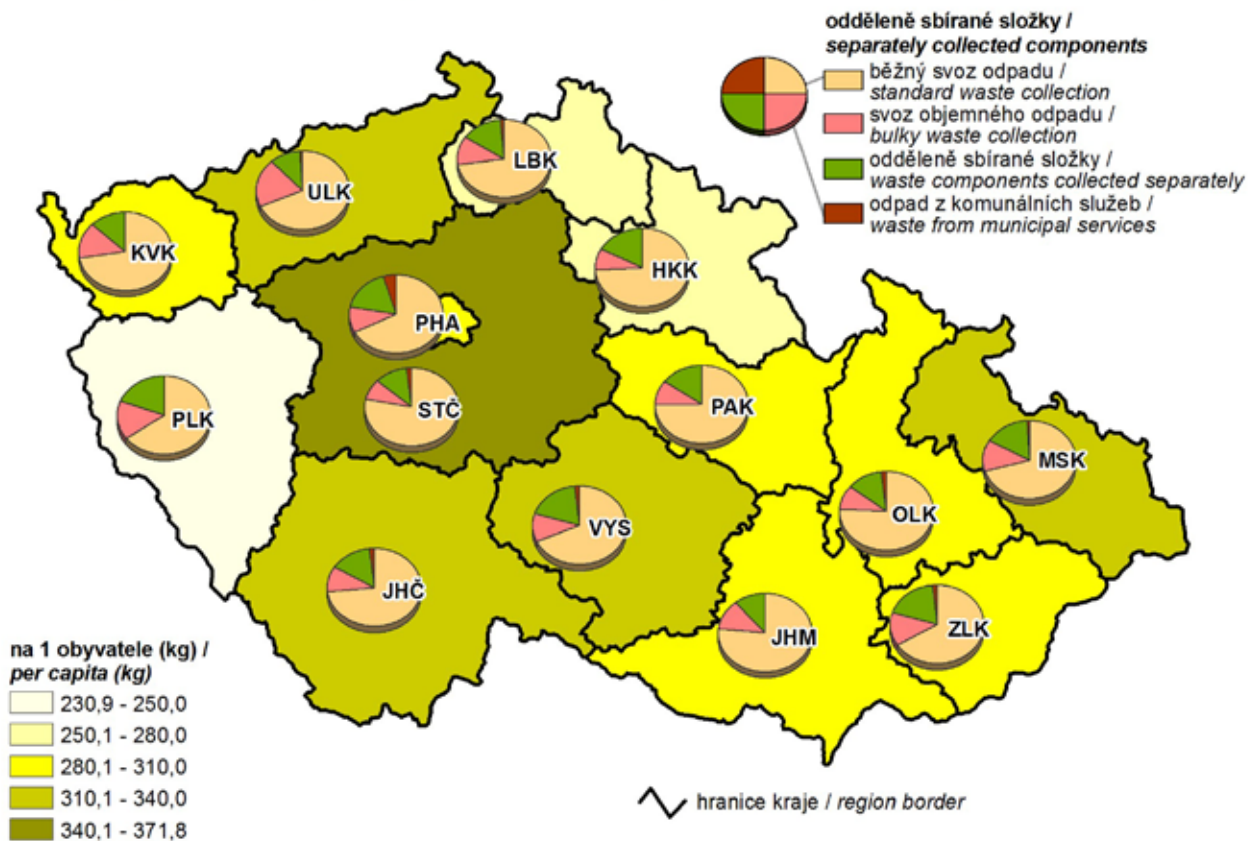 odděleně sbírané složky /
separately collected components
běžný svoz odpadu /
standard waste collection
svoz objemného odpadu /
bulky waste collection
odděleně sbírané složky /
waste components collected separately
odpad z komunálních služeb /
waste from municipal services
LBK
ULK
KVK
HKK
PHA
PLK
STČ
PAK
MSK
OLK
VYS
JHČ
JHM
ZLK
na 1 obyvatele (kg) /
per capita (kg)
230,9 - 250,0
250,1 - 280,0
280,1 - 310,0
310,1 - 340,0
340,1 - 371,8
hranice kraje / region border